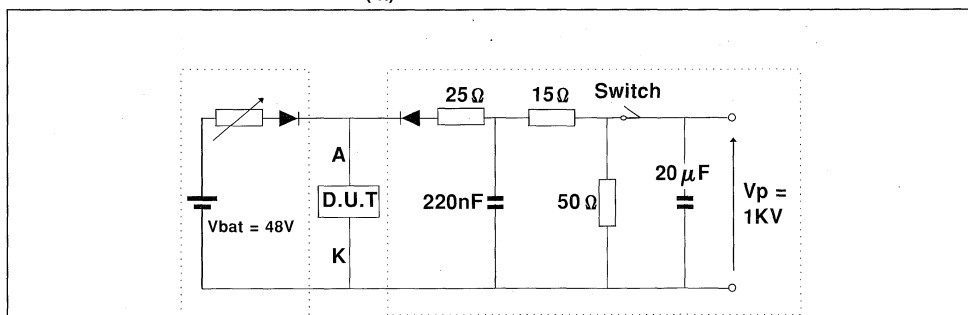 25Ω
15Ω
Switch
A
D.U.T
K
220nF
50Ω
20µF
Vp =
1KV
Vbat = 48V